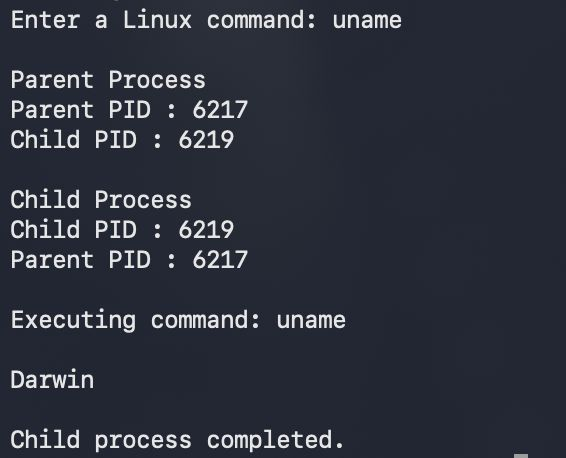 Enter a Linux command: uname
Parent Process
Parent PID : 6217
Child PID : 6219
Child Process
Child PID : 6219
Parent PID : 6217
Executing command: uname
Darwin
Child process completed.